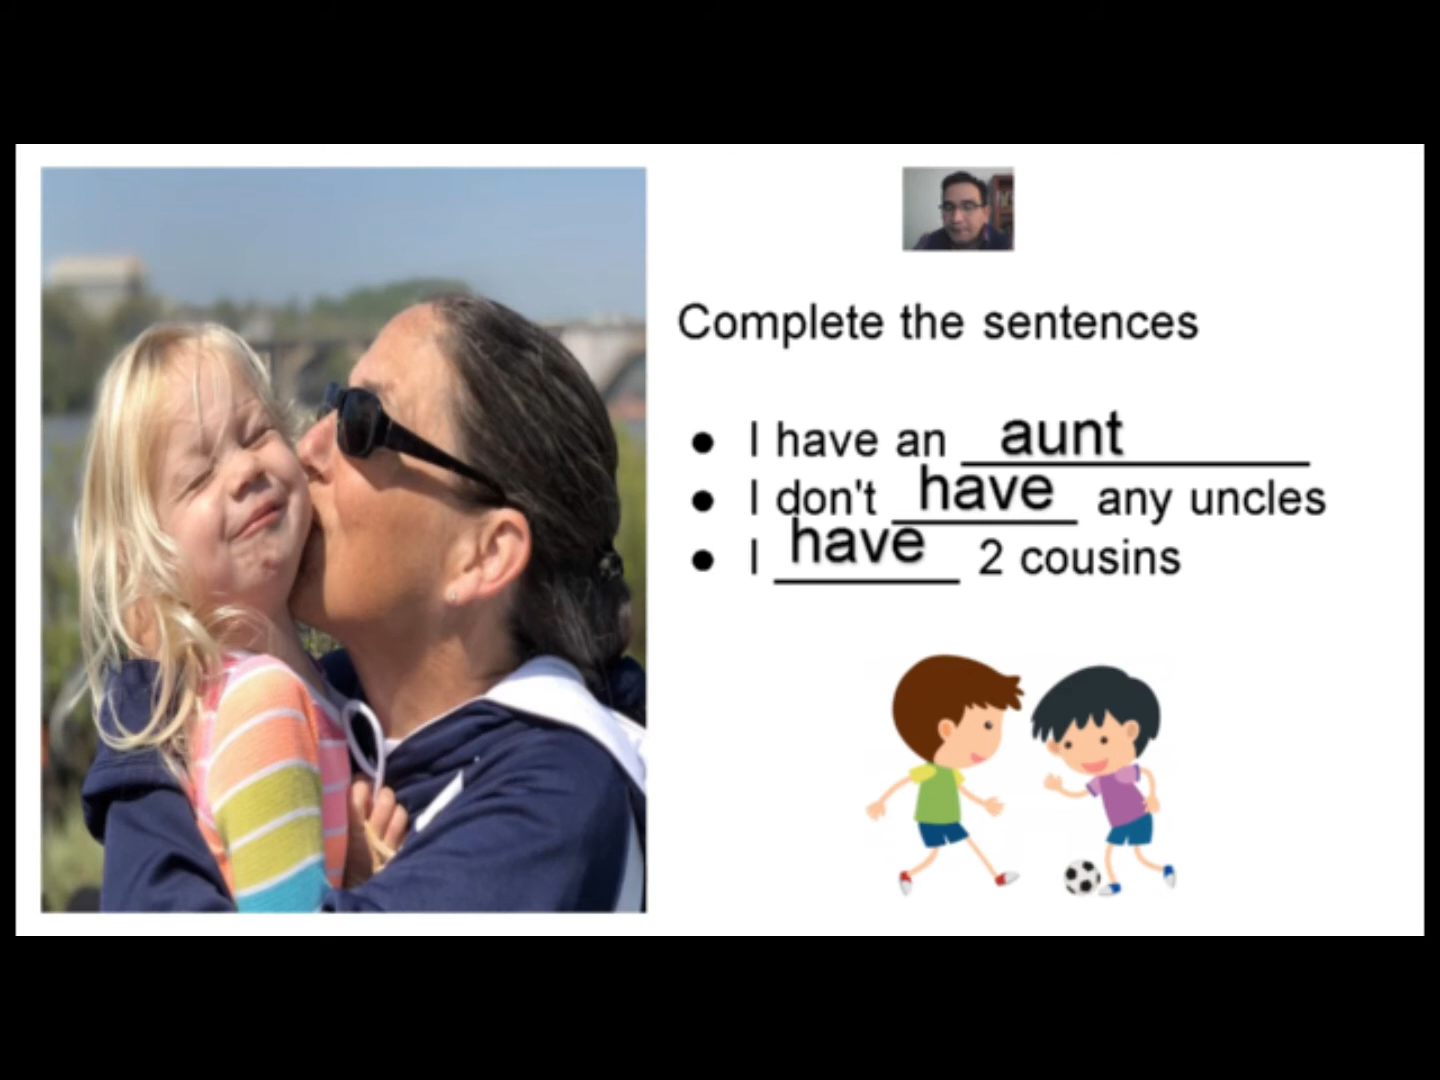 Complete the sentences
● I have an aunt
● I don't have any uncles
● I have 2 cousins